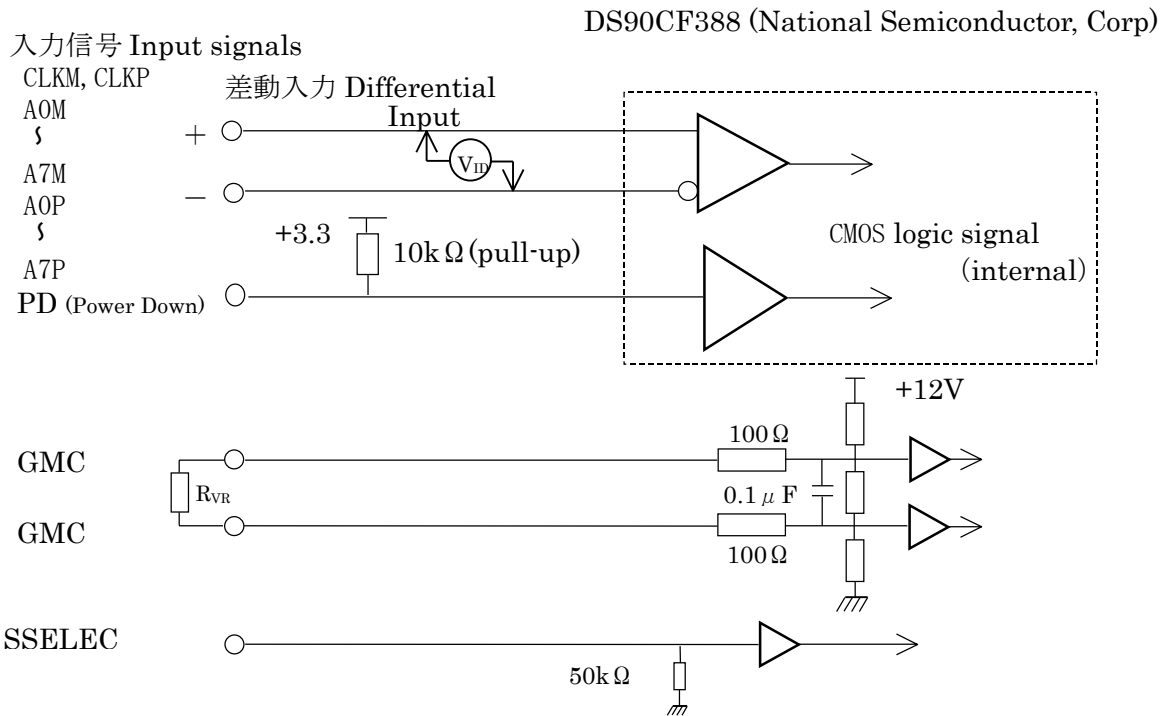 DS90CF388 (National Semiconductor, Corp)
入力信号 Input signals
CLKM, CLKP
差動入力 Differential
Input
A0M
∫
A7M
A0P
∫
A7P
+
−
VID
+3.3
10kΩ(pull-up)
PD (Power Down)
CMOS logic signal
(internal)
+12V
GMC
GMC
RVR
100Ω
0.1μF
100Ω
SSELEC
50kΩ